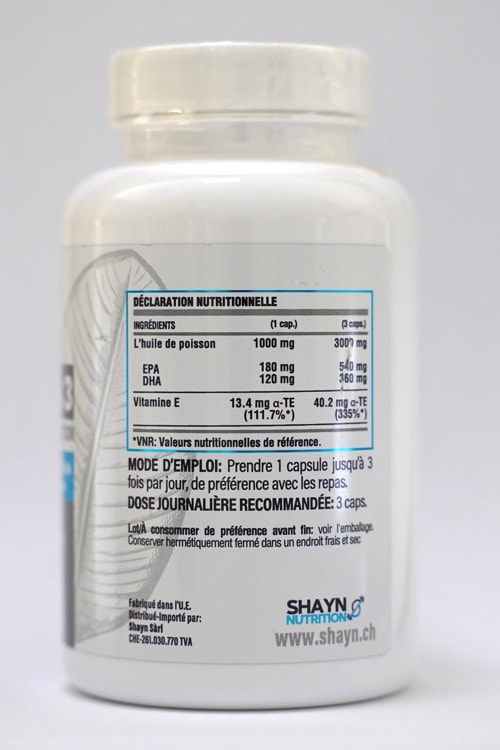 DÉCLARATION NUTRITIONNELLE
INGRÉDIENTS (1 cap.) (3 caps.)
L'huile de poisson 1000 mg 3000 mg
EPA 180 mg 540 mg
DHA 120 mg 360 mg
Vitamine E 13.4 mg α-TE 40.2 mg α-TE
(111.7%*) (335%*)
*VNR: Valeurs nutritionnelles de référence.
MODE D'EMPLOI: Prendre 1 capsule jusqu'à 3
fois par jour, de préférence avec les repas.
DOSE JOURNALIÈRE RECOMMANDÉE: 3 caps.
Lot/À consommer de préférence avant fin: voir l'emballage.
Conserver hermétiquement fermé dans un endroit frais et sec
Fabriqué dans l'U.E.
Distribué-Importé par:
Shayn Sàrl
CHE-261.030.770 TVA
SHAYN
NUTRITION
www.shayn.ch
3